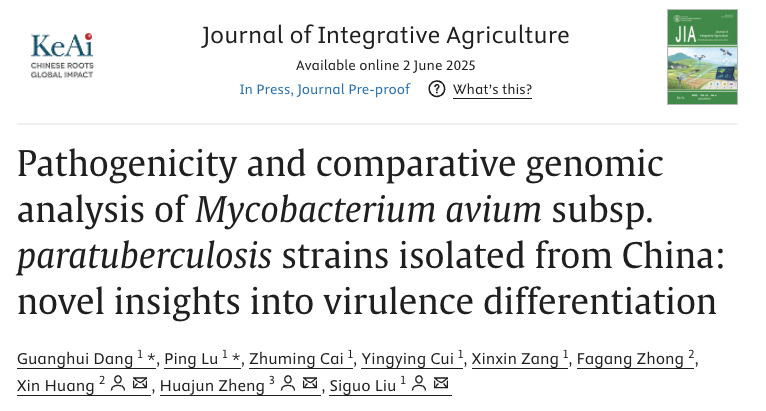 KeAi
CHINESE ROOTS
GLOBAL IMPACT
Journal of Integrative Agriculture
Available online 2 June 2025
In Press, Journal Pre-proof ? What's this?
JIA
Pathogenicity and comparative genomic
analysis of Mycobacterium avium subsp.
paratuberculosis strains isolated from China:
novel insights into virulence differentiation
Guanghui Dang 1 *, Ping Lu 1 *, Zhuming Cai 1, Yingying Cui 1, Xinxin Zang 1, Fagang Zhong 2,
Xin Huang 2, Huajun Zheng 3, Siguo Liu 1